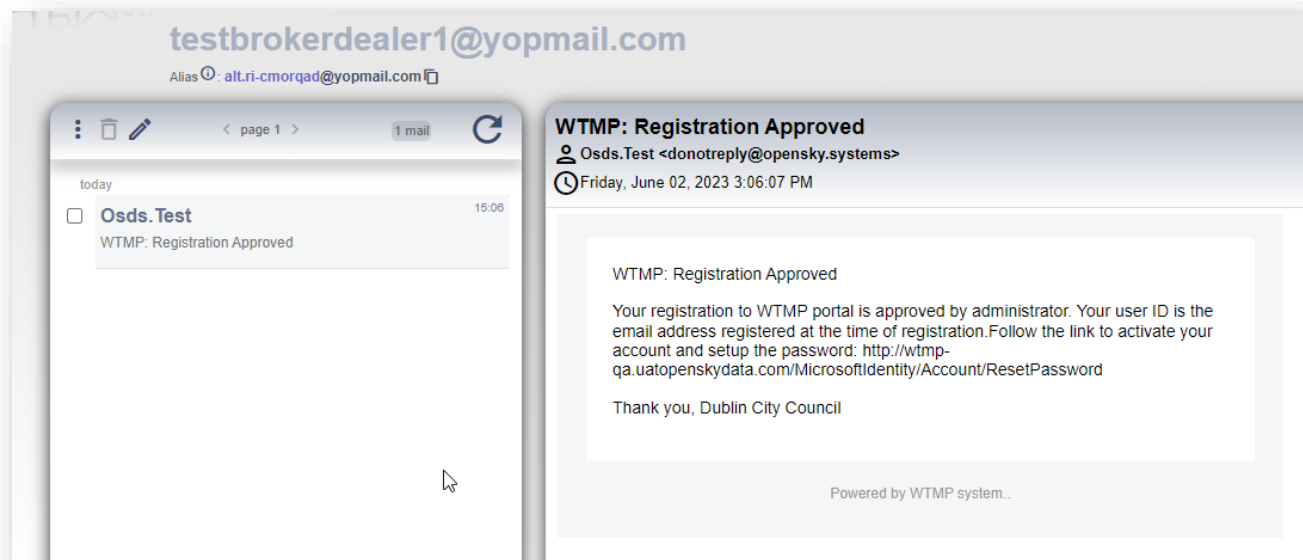 testbrokerdealer1@yopmail.com
Alias : alt.ri-cmorqad@yopmail.com
page 1
1 mail
today
Osds.Test
15:06
WTMP: Registration Approved
WTMP: Registration Approved
Osds.Test <donotreply@opensky.systems>
Friday, June 02, 2023 3:06:07 PM
WTMP: Registration Approved
Your registration to WTMP portal is approved by administrator. Your user ID is the
email address registered at the time of registration.Follow the link to activate your
account and setup the password: http://wtmp-
qa.uatopenskydata.com/MicrosoftIdentity/Account/ResetPassword
Thank you, Dublin City Council
Powered by WTMP system..